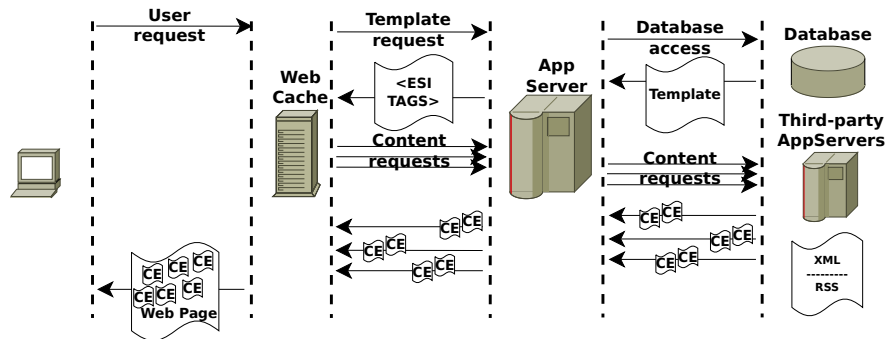 User
request
Template
request
Database
access
Database
Web
Cache
<ESI
TAGS>
App
Server
Template
Third-party
AppServers
Content
requests
Content
requests
CE CE
CE CE
CE CE
CE CE
CE CE
CE CE
CE CE CE
CE CE CE
Web Page
XML
---------
RSS